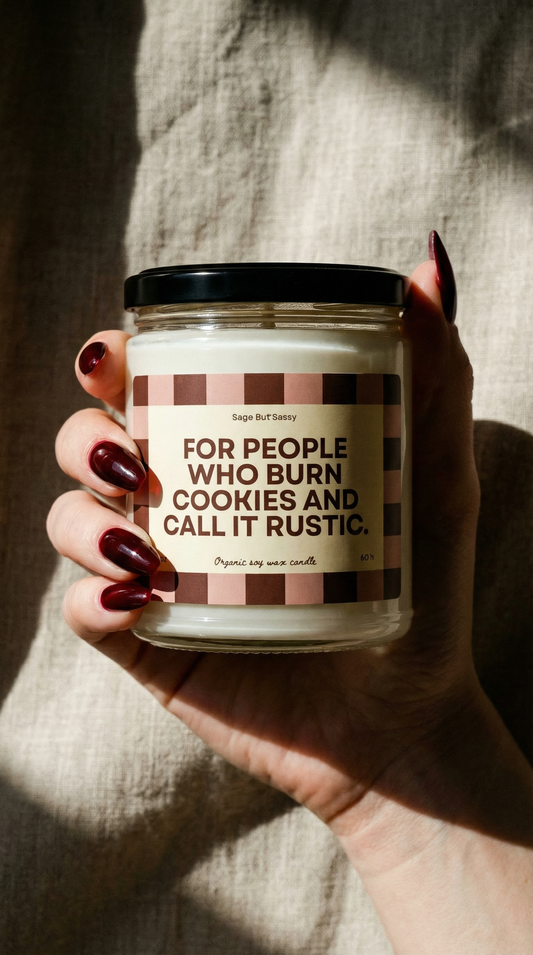 Sage But Sassy
FOR PEOPLE
WHO BURN
COOKIES AND
CALL IT RUSTIC.
Organic soy wax candle
60 h